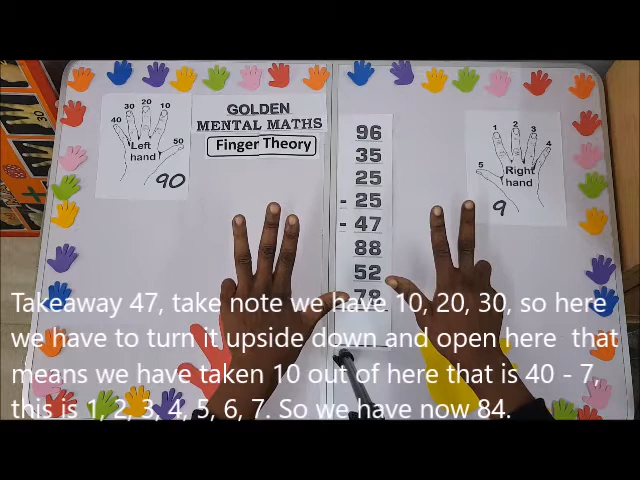 GOLDEN
MENTAL MATHS
Finger Theory
40 30 20 10
50
Left
hand
90
96
35
25
- 25
- 47
88
52
78
1 2 3 4
5
Right
hand
9
Takeaway 47, take note we have 10, 20, 30, so here
we have to turn it upside down and open here that
means we have taken 10 out of here that is 40 - 7,
this is 1, 2, 3, 4, 5, 6, 7. So we have now 84.